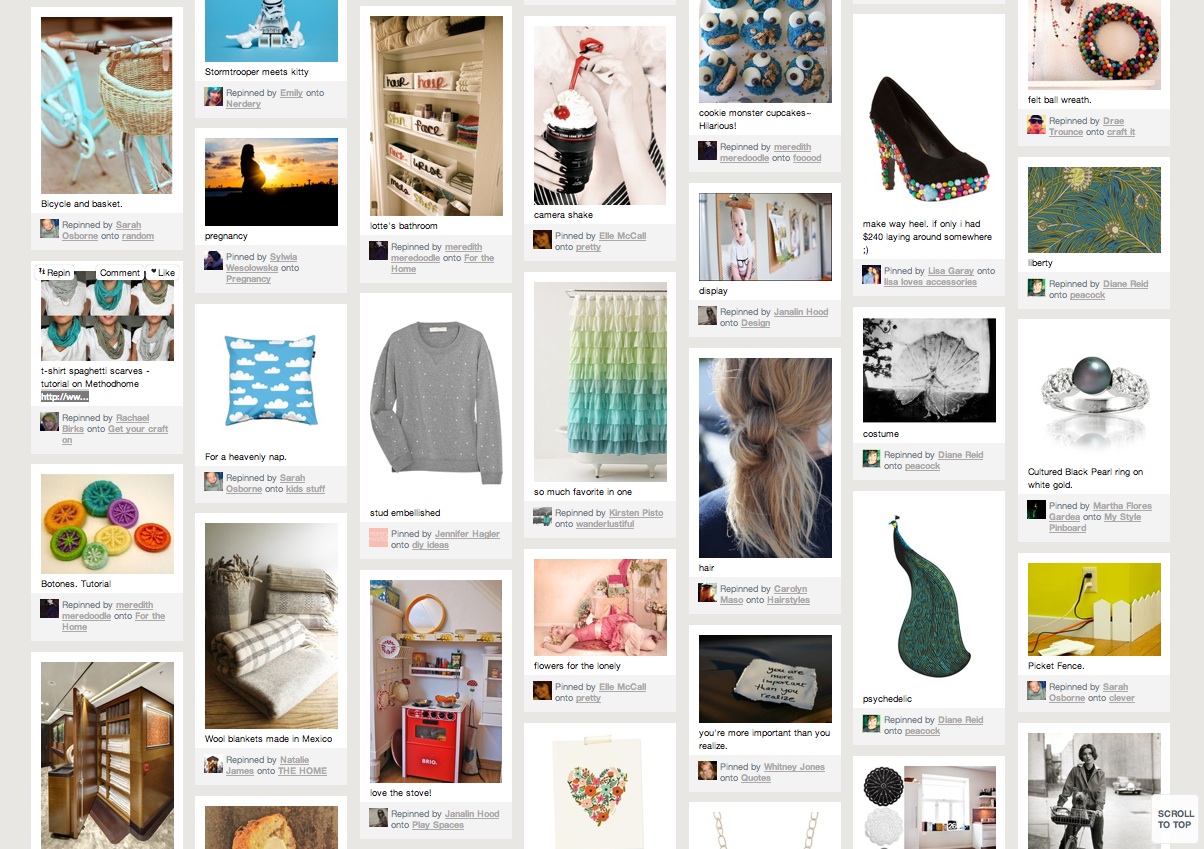 Bicycle and basket.
Repinned by Sarah
Osborne onto random
Repin
Comment
Like
t-shirt spaghetti scarves -
tutorial on Methodhome
http://ww...
Repinned by Rachael
Birks onto Get your craft
on
Botones. Tutorial
Repinned by meredith
meredoodle onto For the
Home
Stormtrooper meets kitty
Repinned by Emily onto
Nerdery
pregnancy
Pinned by Sylwia
Wesolowska onto
Pregnancy
For a heavenly nap.
Repinned by Sarah
Osborne onto kids stuff
Wool blankets made in Mexico
Repinned by Natalie
James onto THE HOME
hair
face
lotte's bathroom
Repinned by meredith
meredoodle onto For the
Home
stud embellished
Pinned by Jennifer Hagler
onto diy ideas
BRIO.
love the stove!
Repinned by Janalin Hood
onto Play Spaces
camera shake
Pinned by Elle McCall
onto pretty
so much favorite in one
Repinned by Kirsten Pisto
onto wanderlustiful
flowers for the lonely
Pinned by Elle McCall
onto pretty
cookie monster cupcakes~
Hilarious!
Repinned by meredith
meredoodle onto fooood
display
Repinned by Janalin Hood
onto Design
hair
Repinned by Carolyn
Maso onto Hairstyles
you are
more
important
than you
realize
you're more important than you
realize.
Pinned by Whitney Jones
onto Quotes
make way heel. if only i had
$240 laying around somewhere
;)
Pinned by Lisa Garay onto
lisa loves accessories
costume
Repinned by Diane Reid
onto peacock
psychedelic
Repinned by Diane Reid
onto peacock
26
felt ball wreath.
Repinned by Drae
Trounce onto craft it
liberty
Repinned by Diane Reid
onto peacock
Cultured Black Pearl ring on
white gold.
Pinned by Martha Flores
Gardea onto My Style
Pinboard
Picket Fence.
Repinned by Sarah
Osborne onto clever
SCROLL
TO TOP